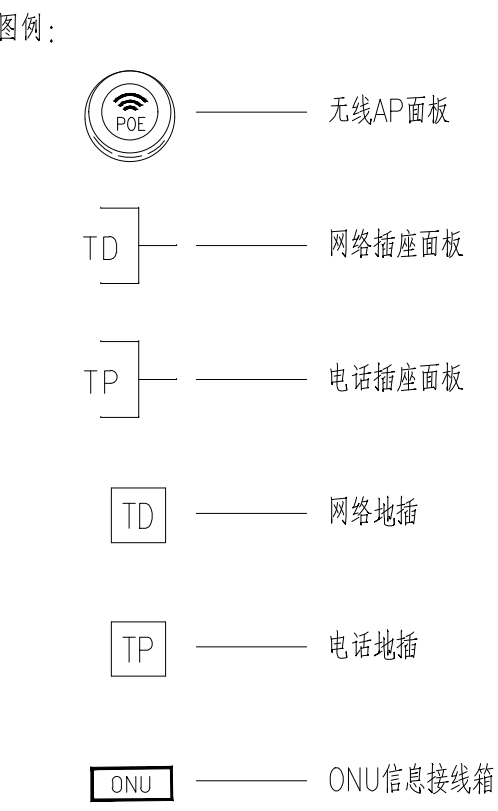 图例:
POE 无线AP面板
TD 网络插座面板
TP 电话插座面板
TD 网络地插
TP 电话地插
ONU ONU信息接线箱